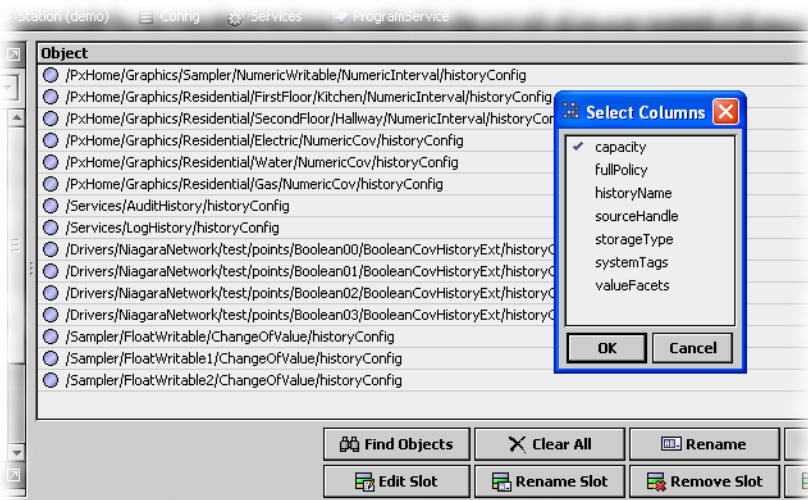 Station (demo) Config Services ProgramService
Object
/PxHome/Graphics/Sampler/NumericWritable/NumericInterval/historyConfig
/PxHome/Graphics/Residential/FirstFloor/Kitchen/NumericInterval/historyConfig
/PxHome/Graphics/Residential/SecondFloor/Hallway/NumericInterval/historyCor
/PxHome/Graphics/Residential/Electric/NumericCov/historyConfig
/PxHome/Graphics/Residential/Water/NumericCov/historyConfig
/PxHome/Graphics/Residential/Gas/NumericCov/historyConfig
/Services/AuditHistory/historyConfig
/Services/LogHistory/historyConfig
/Drivers/NiagaraNetwork/test/points/Boolean00/BooleanCovHistoryExt/historyC
/Drivers/NiagaraNetwork/test/points/Boolean01/BooleanCovHistoryExt/historyC
/Drivers/NiagaraNetwork/test/points/Boolean02/BooleanCovHistoryExt/historyC
/Drivers/NiagaraNetwork/test/points/Boolean03/BooleanCovHistoryExt/historyC
/Sampler/FloatWritable/ChangeOfValue/historyConfig
/Sampler/FloatWritable1/ChangeOfValue/historyConfig
/Sampler/FloatWritable2/ChangeOfValue/historyConfig
Select Columns
capacity
fullPolicy
historyName
sourceHandle
storageType
systemTags
valueFacets
OK Cancel
Find Objects Clear All Rename
Edit Slot Rename Slot Remove Slot